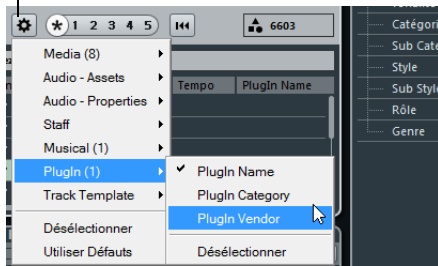 1 2 3 4 5
6603
Tempo PlugIn Name
Media (8)
Audio - Assets
Audio - Properties
Staff
Musical (1)
PlugIn (1)
Track Template
Désélectionner
Utiliser Défauts
PlugIn Name
PlugIn Category
PlugIn Vendor
Désélectionner
Catégori
Sub Cate
Style
Sub Style
Rôle
Genre